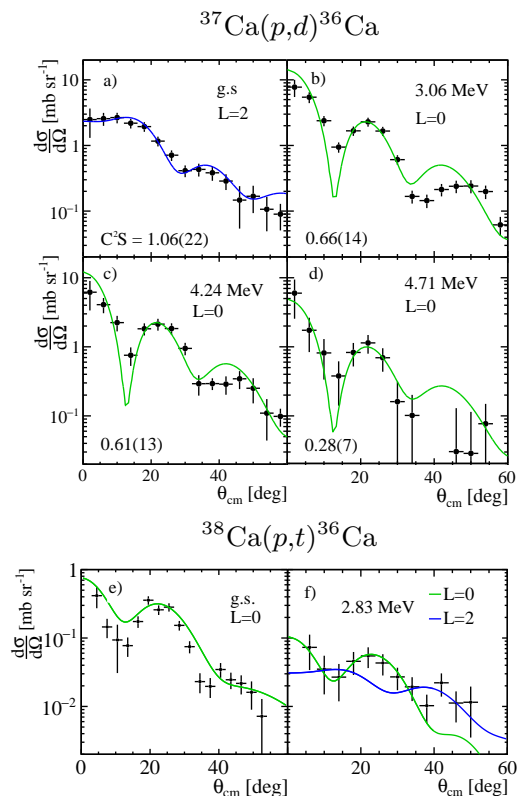 ³⁷Ca(p,d)³⁶Ca
a)
g.s
L=2
C²S = 1.06(22)
b)
3.06 MeV
L=0
0.66(14)
dσ/dΩ [mb sr⁻¹]
10
1
10⁻¹
c)
4.24 MeV
L=0
0.61(13)
d)
4.71 MeV
L=0
0.28(7)
dσ/dΩ [mb sr⁻¹]
10
1
10⁻¹
0 20 40 0 20 40 60
θcm [deg] θcm [deg]
³⁸Ca(p,t)³⁶Ca
e)
g.s.
L=0
f)
2.83 MeV
L=0
L=2
dσ/dΩ [mb sr⁻¹]
1
10⁻¹
10⁻²
0 20 40 0 20 40 60
θcm [deg] θcm [deg]